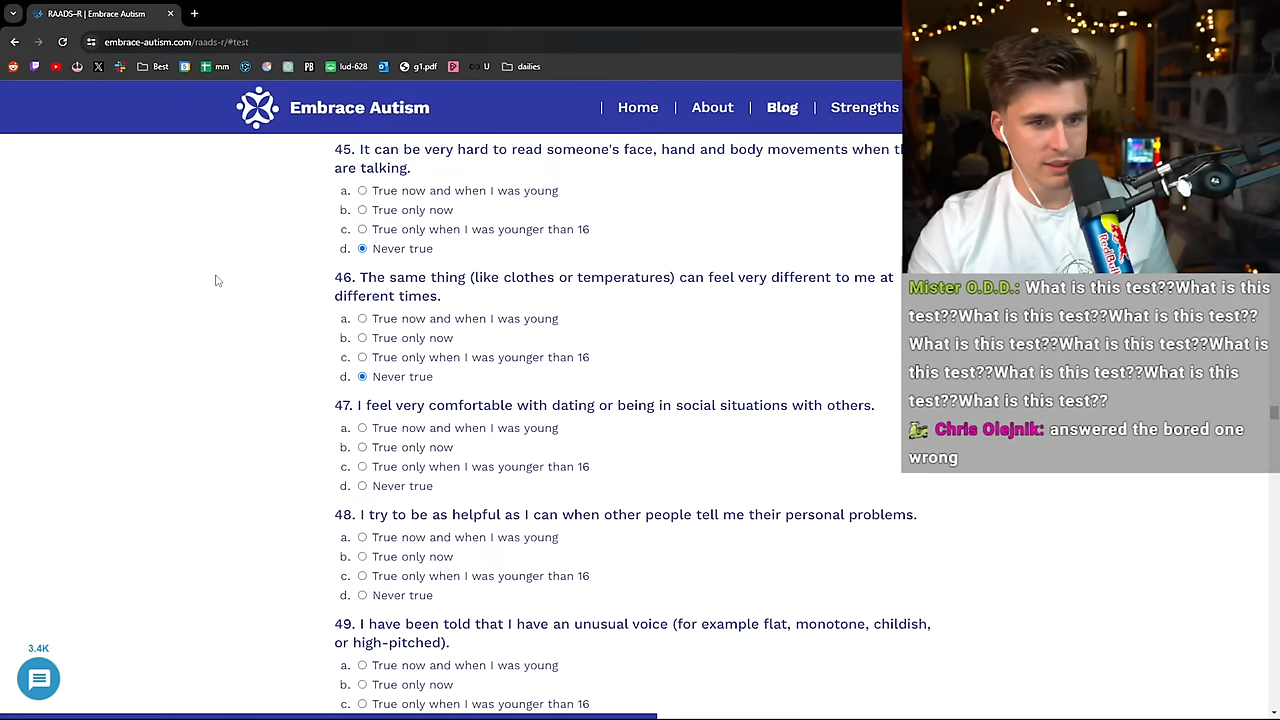 RAADS–R | Embrace Autism
embrace-autism.com/raads-r/#test
Best
mm
PB
lud-628
g1.pdf
U
dailies
Embrace Autism
| Home | About | Blog | Strengths
45. It can be very hard to read someone's face, hand and body movements when th
are talking.
a. True now and when I was young
b. True only now
c. True only when I was younger than 16
d. Never true
46. The same thing (like clothes or temperatures) can feel very different to me at
different times.
a. True now and when I was young
b. True only now
c. True only when I was younger than 16
d. Never true
47. I feel very comfortable with dating or being in social situations with others.
a. True now and when I was young
b. True only now
c. True only when I was younger than 16
d. Never true
48. I try to be as helpful as I can when other people tell me their personal problems.
a. True now and when I was young
b. True only now
c. True only when I was younger than 16
d. Never true
49. I have been told that I have an unusual voice (for example flat, monotone, childish,
or high-pitched).
a. True now and when I was young
b. True only now
c. True only when I was younger than 16
3.4K
RedBull
Mister O.D.D.: What is this test??What is this
test??What is this test??What is this test??
What is this test??What is this test??What is
this test??What is this test??What is this
test??What is this test??
Chris Olejnik: answered the bored one
wrong